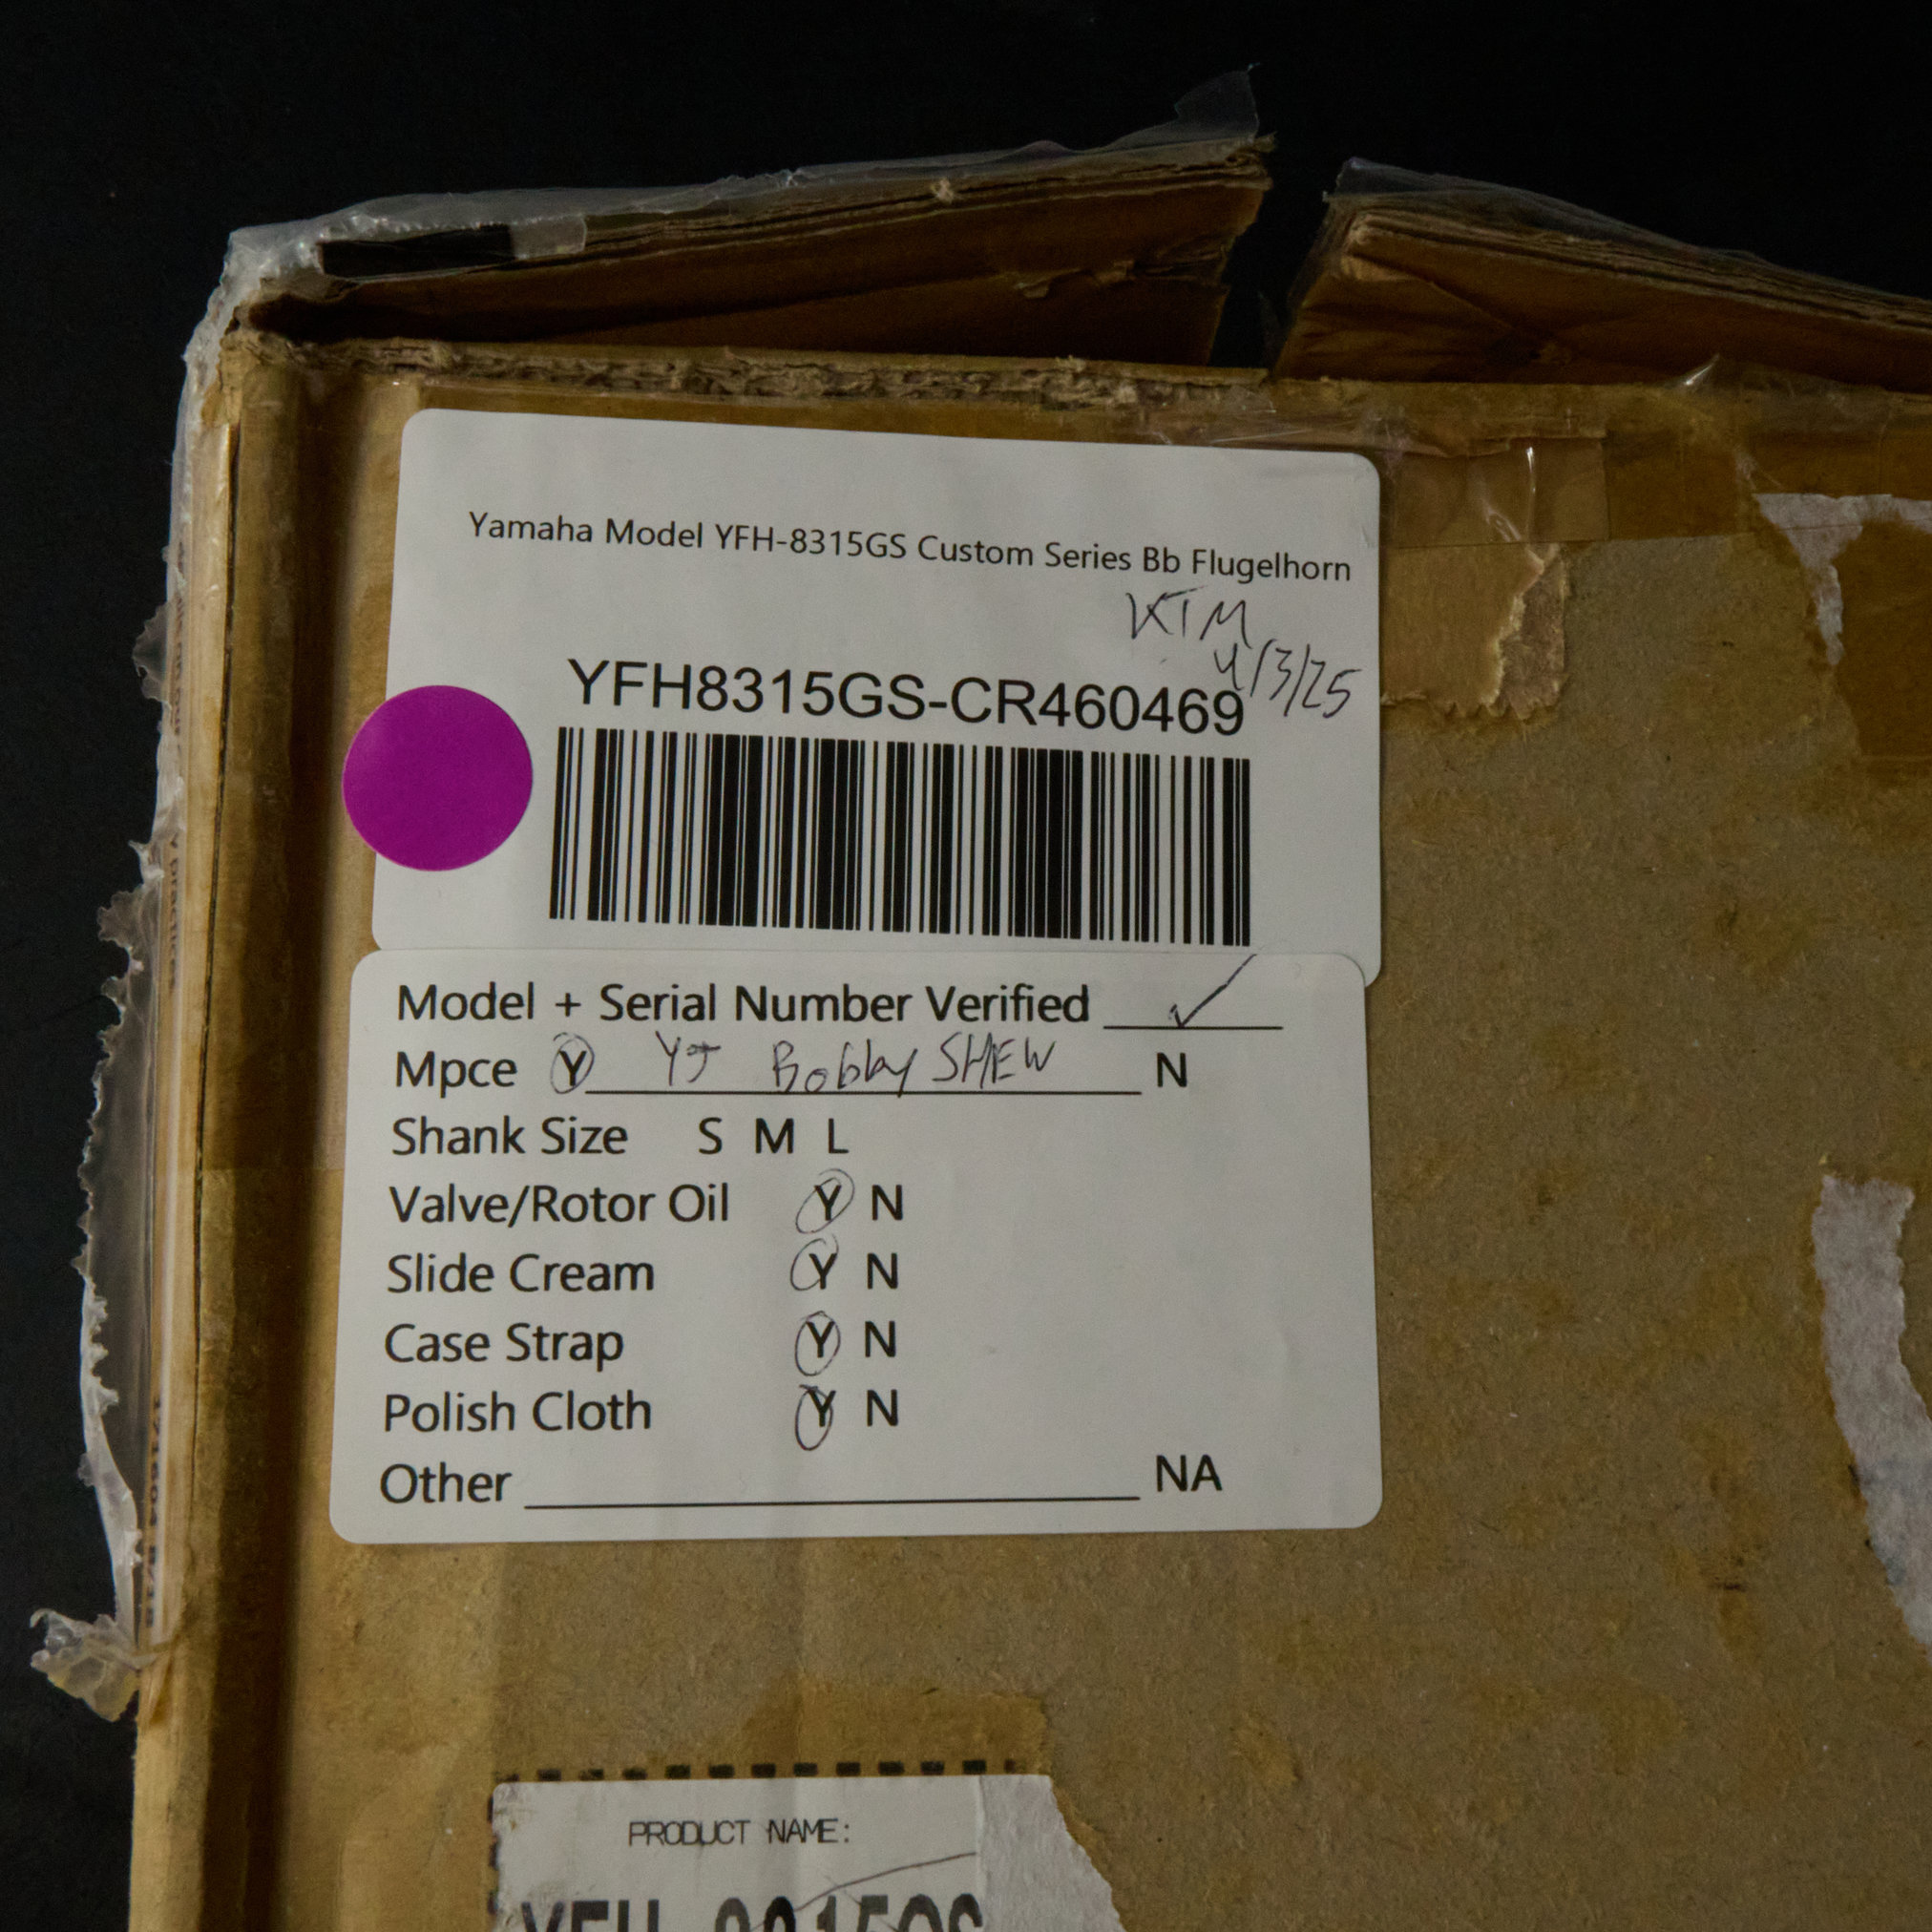 Yamaha Model YFH-8315GS Custom Series Bb Flugelhorn
KTM
4/3/25
YFH8315GS-CR460469
Model + Serial Number Verified ✓
Mpce Y YJ Bobby SHEW N
Shank Size S M L
Valve/Rotor Oil Y N
Slide Cream Y N
Case Strap Y N
Polish Cloth Y N
Other NA
PRODUCT NAME: